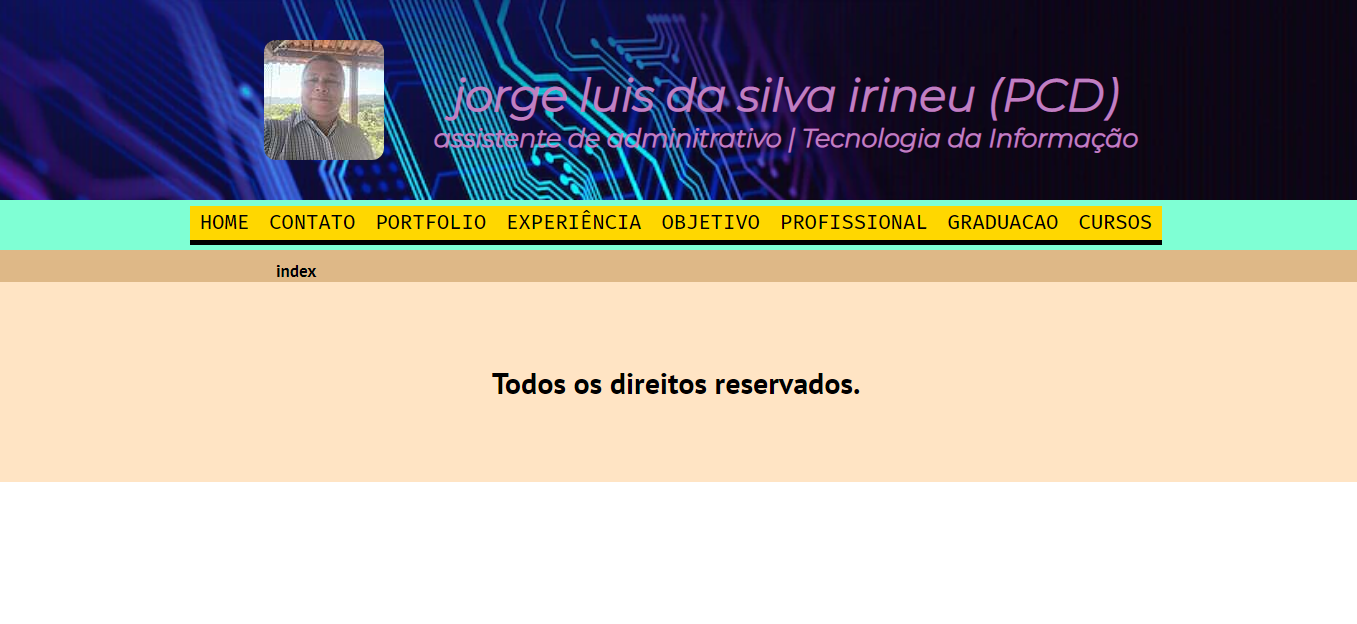 jorge luis da silva irineu (PCD)
assistente de adminitrativo | Tecnologia da Informação
HOME CONTATO PORTFOLIO EXPERIÊNCIA OBJETIVO PROFISSIONAL GRADUACAO CURSOS
index
Todos os direitos reservados.